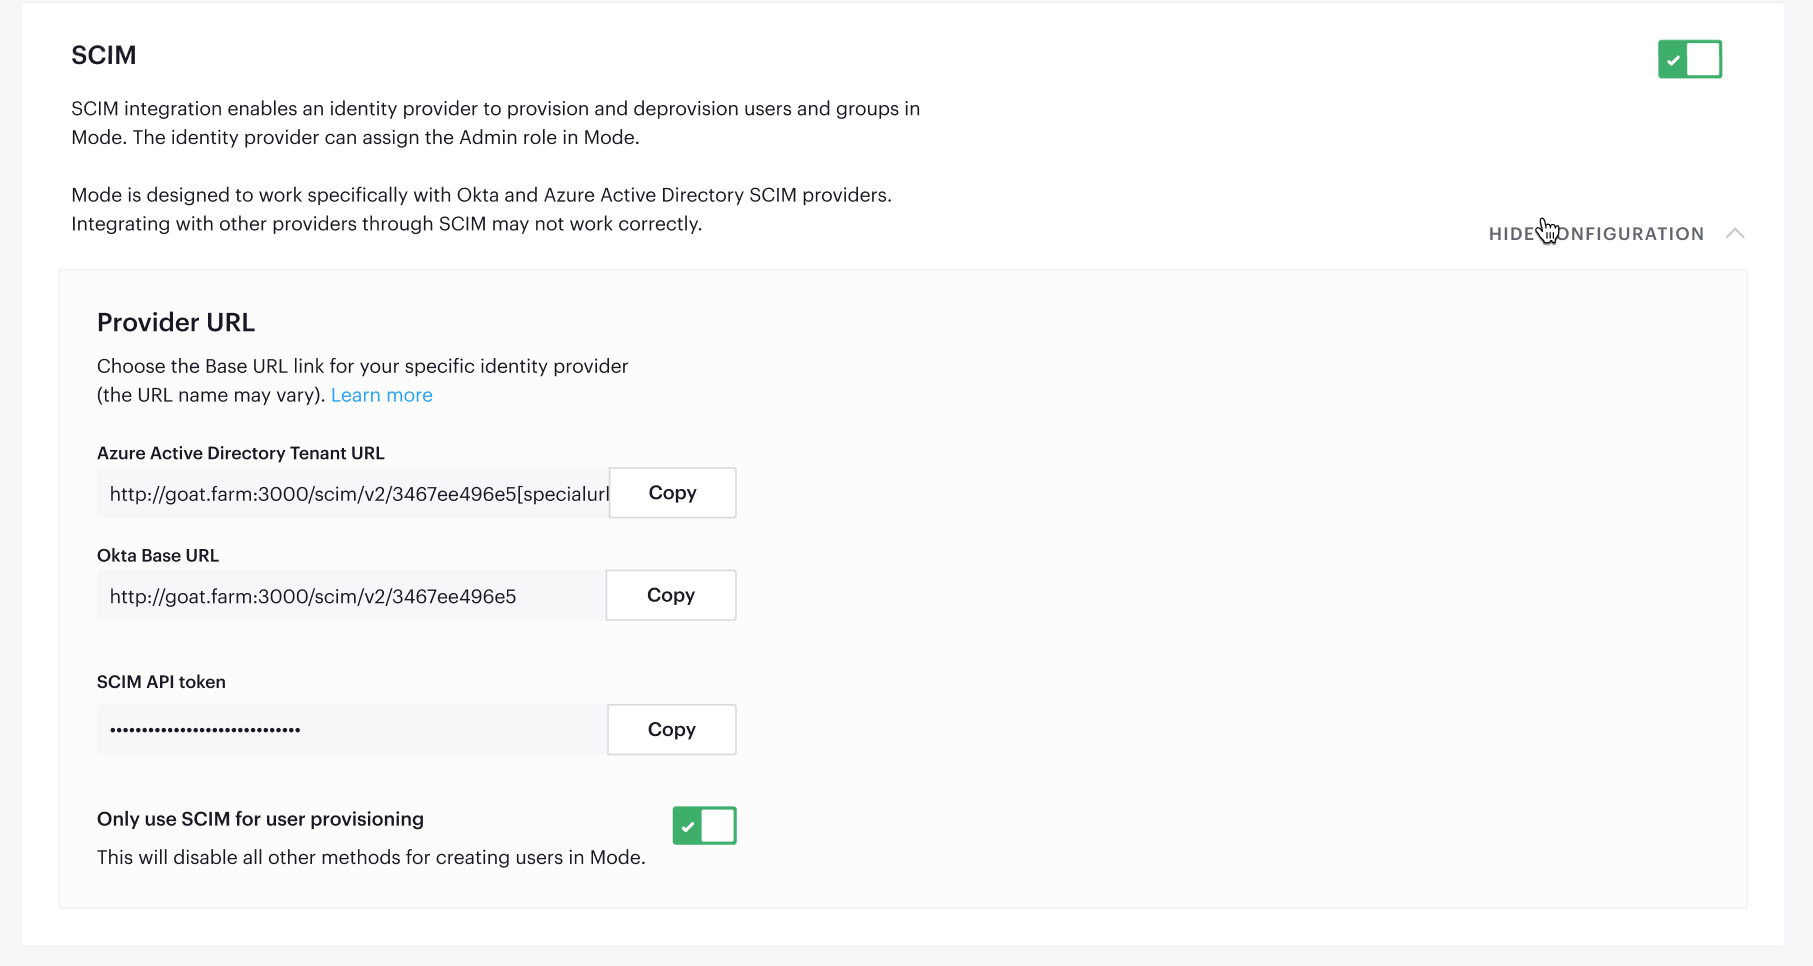 SCIM
SCIM integration enables an identity provider to provision and deprovision users and groups in
Mode. The identity provider can assign the Admin role in Mode.
Mode is designed to work specifically with Okta and Azure Active Directory SCIM providers.
Integrating with other providers through SCIM may not work correctly.
HIDE ONFIGURATION
Provider URL
Choose the Base URL link for your specific identity provider
(the URL name may vary). Learn more
Azure Active Directory Tenant URL
http://goat.farm:3000/scim/v2/3467ee496e5[specialurl
Copy
Okta Base URL
http://goat.farm:3000/scim/v2/3467ee496e5
Copy
SCIM API token
••••••••••••••••••••••••••••••
Copy
Only use SCIM for user provisioning
This will disable all other methods for creating users in Mode.